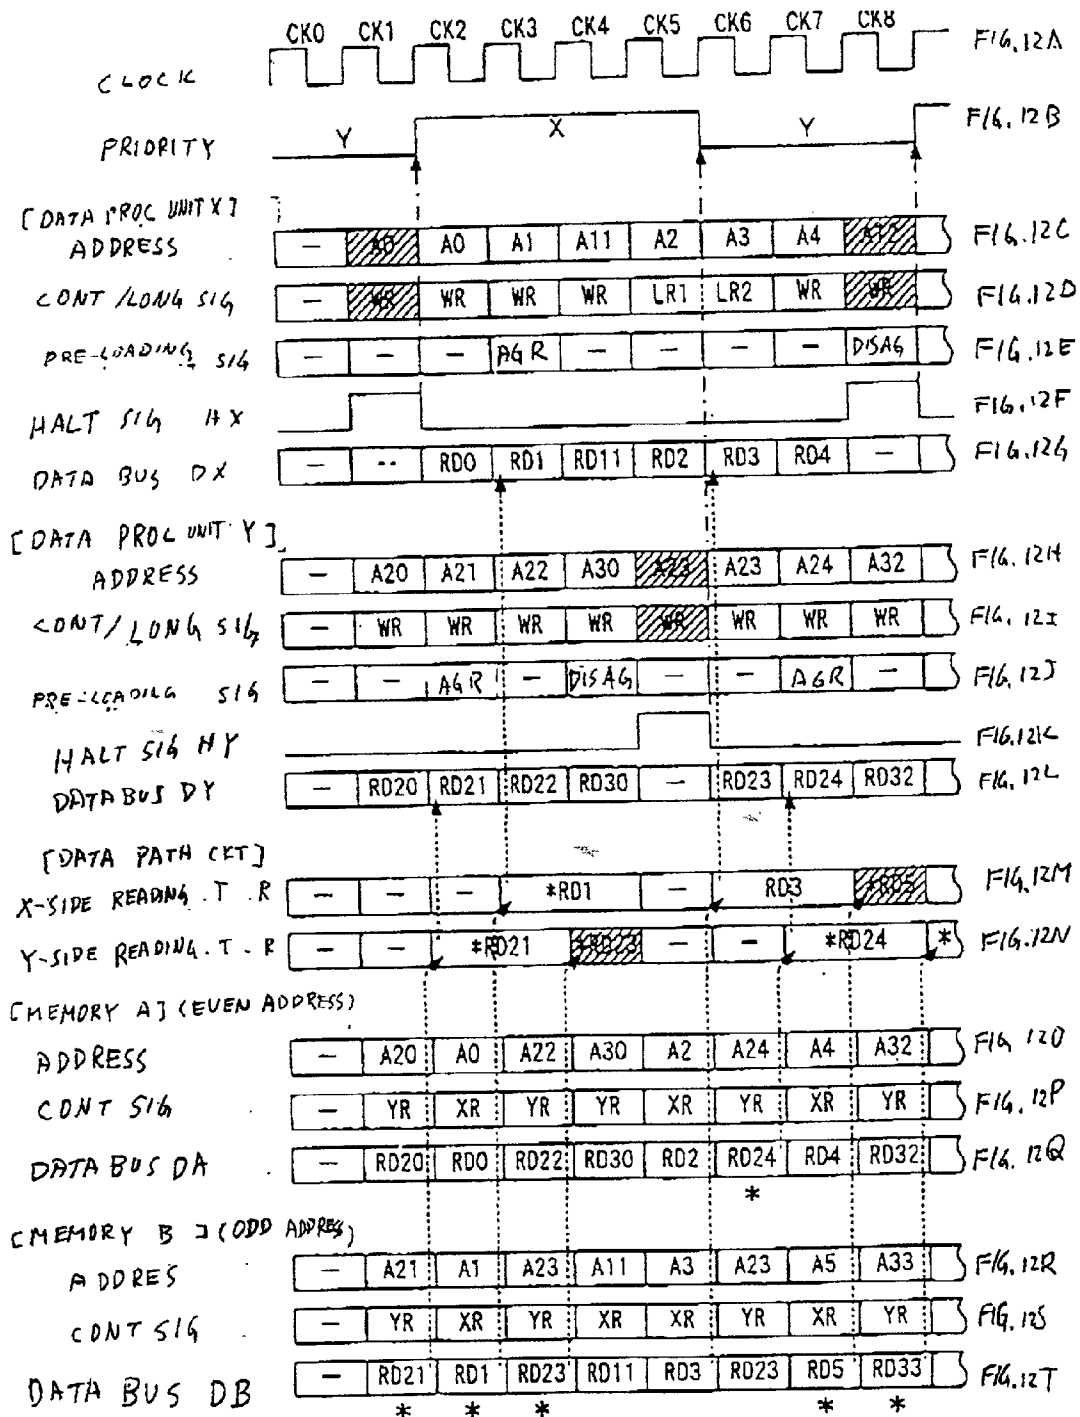 CK0 CK1 CK2 CK3 CK4 CK5 CK6 CK7 CK8
CLOCK FIG.12A
PRIORITY Y X Y FIG.12B
[DATA PROC UNIT X]
ADDRESS — A0 A0 A1 A11 A2 A3 A4 A12 FIG.12C
CONT/LONG SIG — WR WR WR WR LR1 LR2 WR WR FIG.12D
PRE-LOADING SIG — — — AGR — — — — DISAG FIG.12E
HALT SIG HX FIG.12F
DATA BUS DX — -- RD0 RD1 RD11 RD2 RD3 RD4 — FIG.12G
[DATA PROC UNIT Y]
ADDRESS — A20 A21 A22 A30 A23 A23 A24 A32 FIG.12H
CONT/LONG SIG — WR WR WR WR WR WR WR WR FIG.12I
PRE-LOADING SIG — — AGR — DISAG — — AGR — FIG.12J
HALT SIG HY FIG.12K
DATA BUS DY — RD20 RD21 RD22 RD30 — RD23 RD24 RD32 FIG.12L
[DATA PATH CKT]
X-SIDE READING.T.R — — — *RD1 — RD3 *RD5 FIG.12M
Y-SIDE READING.T.R — — *RD21 *RD23 — — *RD24 * FIG.12N
[MEMORY A] (EVEN ADDRESS)
ADDRESS — A20 A0 A22 A30 A2 A24 A4 A32 FIG 12O
CONT SIG — YR XR YR YR XR YR XR YR FIG.12P
DATA BUS DA — RD20 RD0 RD22 RD30 RD2 RD24 RD4 RD32 FIG.12Q
*
[MEMORY B] (ODD ADDRESS)
ADDRES — A21 A1 A23 A11 A3 A23 A5 A33 FIG.12R
CONT SIG — YR XR YR XR XR YR XR YR FIG.12S
DATA BUS DB — RD21 RD1 RD23 RD11 RD3 RD23 RD5 RD33 FIG.12T
* * * * *